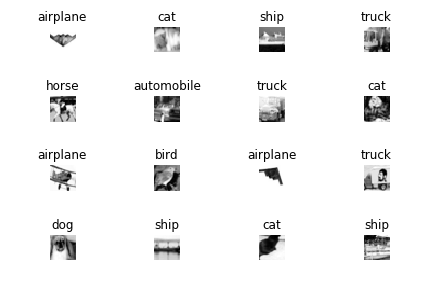 airplane cat ship truck
horse automobile truck cat
airplane bird airplane truck
dog ship cat ship